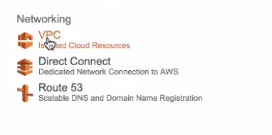 Networking
VPC
Isolated Cloud Resources
Direct Connect
Dedicated Network Connection to AWS
Route 53
Scalable DNS and Domain Name Registration